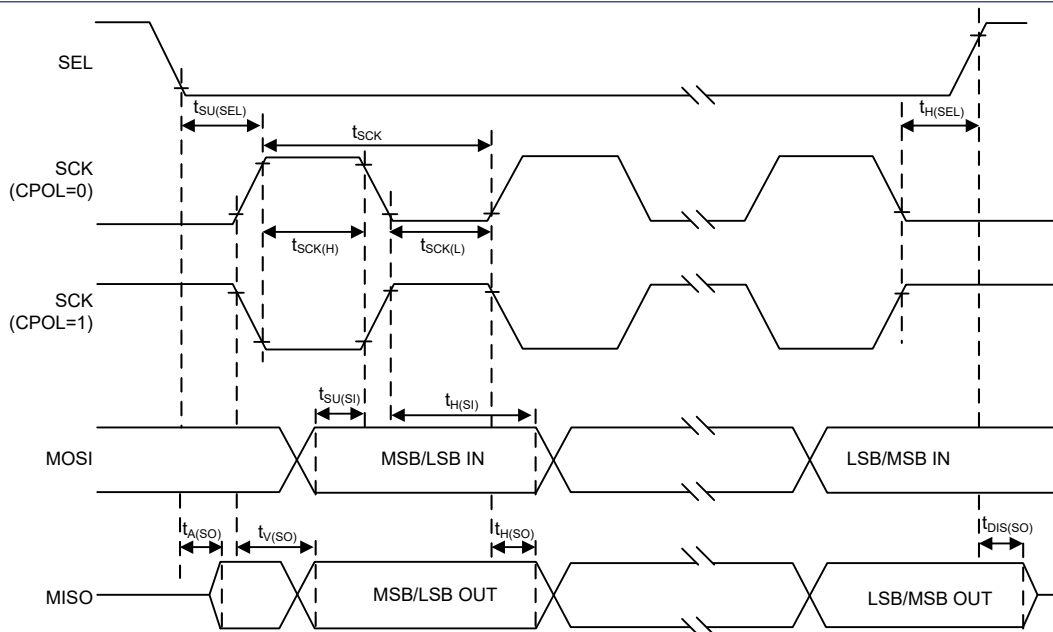 SEL
tSU(SEL)
tH(SEL)
tSCK
SCK
(CPOL=0)
tSCK(H)
tSCK(L)
SCK
(CPOL=1)
tSU(SI)
tH(SI)
MOSI
MSB/LSB IN
LSB/MSB IN
tA(SO)
tV(SO)
tH(SO)
tDIS(SO)
MISO
MSB/LSB OUT
LSB/MSB OUT